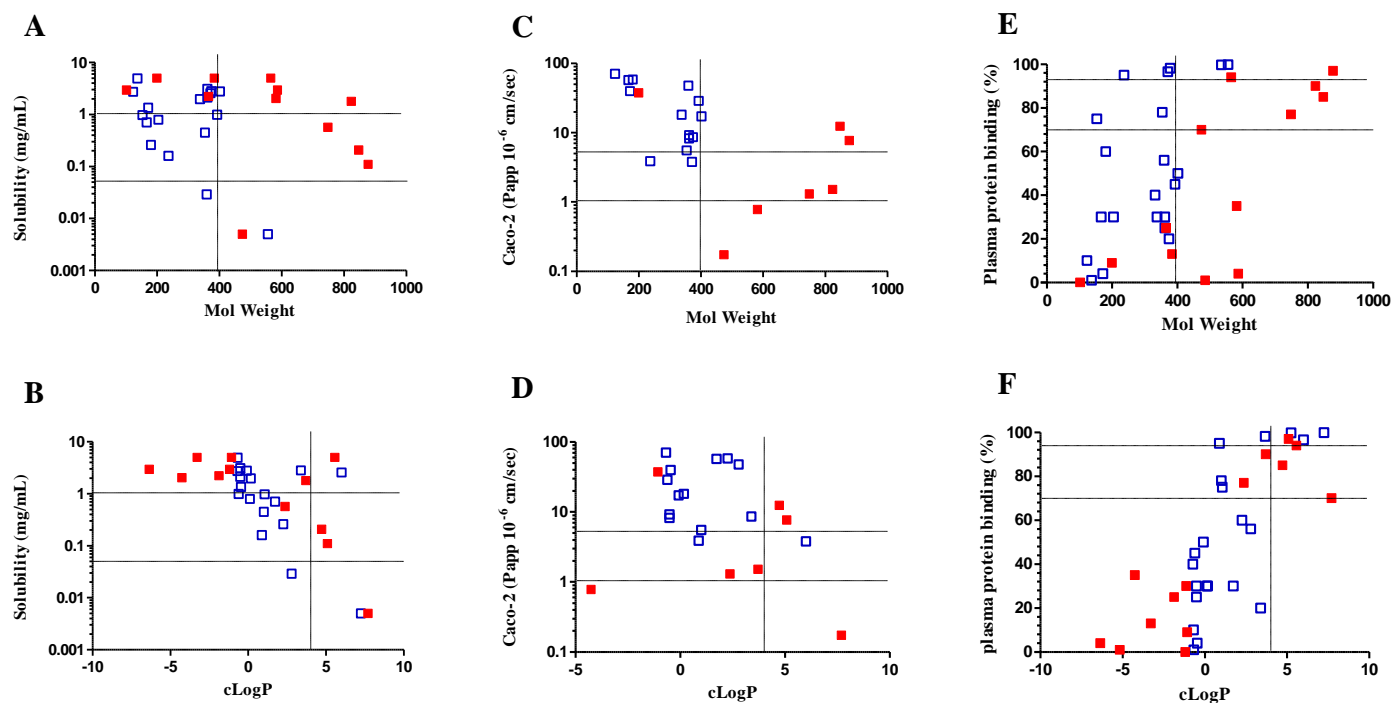 A
Solubility (mg/mL)
10
1
0.1
0.01
0.001
0 200 400 600 800 1000
Mol Weight
C
Caco-2 (Papp 10⁻⁶ cm/sec)
100
10
1
0.1
0 200 400 600 800 1000
Mol Weight
E
Plasma protein binding (%)
100
80
60
40
20
0
0 200 400 600 800 1000
Mol Weight
B
Solubility (mg/mL)
10
1
0.1
0.01
0.001
-10 -5 0 5 10
cLogP
D
Caco-2 (Papp 10⁻⁶ cm/sec)
100
10
1
0.1
-5 0 5 10
cLogP
F
plasma protein binding (%)
100
80
60
40
20
0
-10 -5 0 5 10
cLogP